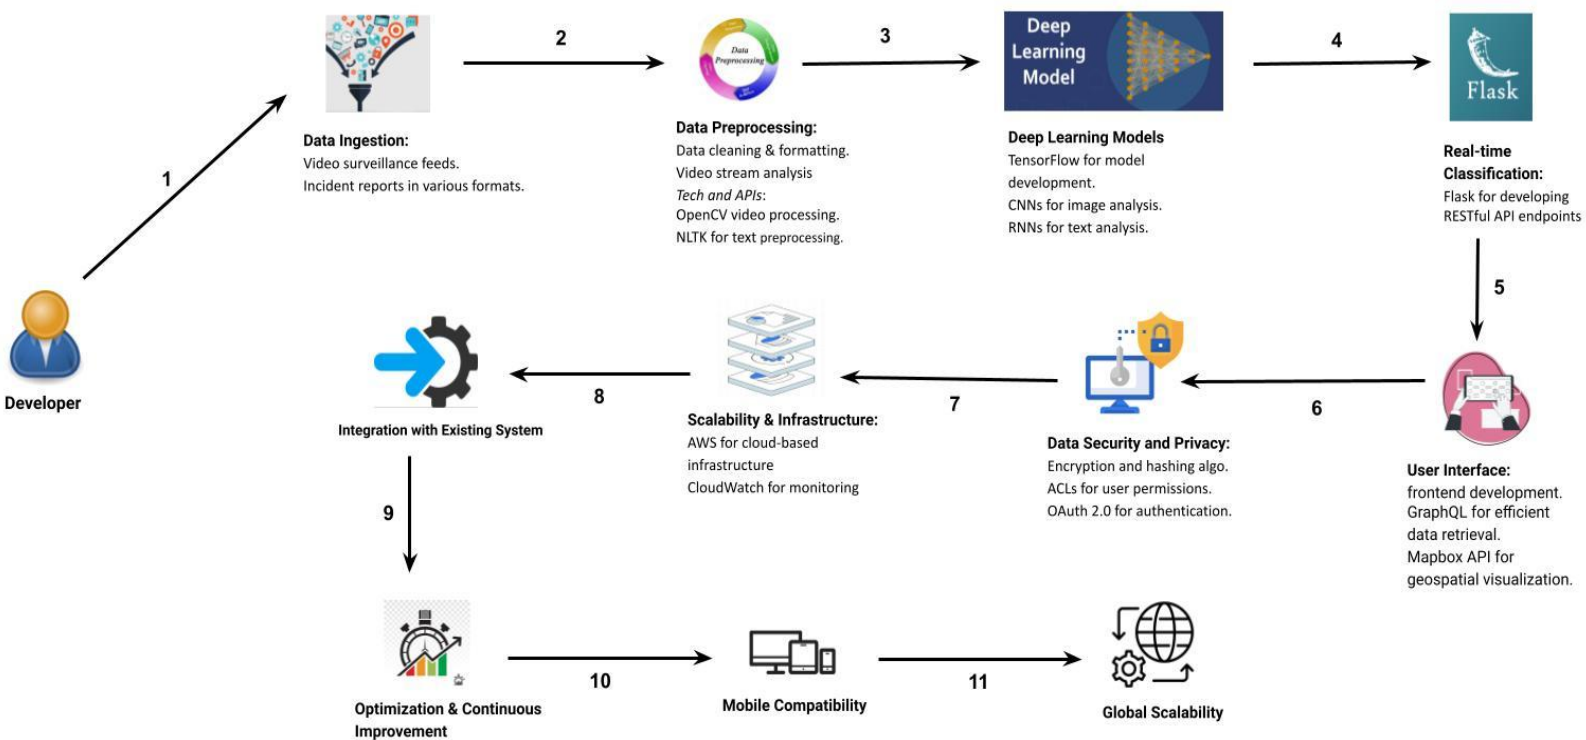 1
2
3
4
Data
Preprocessing
Deep
Learning
Model
Flask
Data Ingestion:
Video surveillance feeds.
Incident reports in various formats.
Data Preprocessing:
Data cleaning & formatting.
Video stream analysis
Tech and APIs:
OpenCV video processing.
NLTK for text preprocessing.
Deep Learning Models
TensorFlow for model
development.
CNNs for image analysis.
RNNs for text analysis.
Real-time
Classification:
Flask for developing
RESTful API endpoints
5
Developer
User Interface:
frontend development.
GraphQL for efficient
data retrieval.
Mapbox API for
geospatial visualization.
6
Data Security and Privacy:
Encryption and hashing algo.
ACLs for user permissions.
OAuth 2.0 for authentication.
7
Scalability & Infrastructure:
AWS for cloud-based
infrastructure
CloudWatch for monitoring
8
Integration with Existing System
9
Optimization & Continuous
Improvement
10
Mobile Compatibility
11
Global Scalability